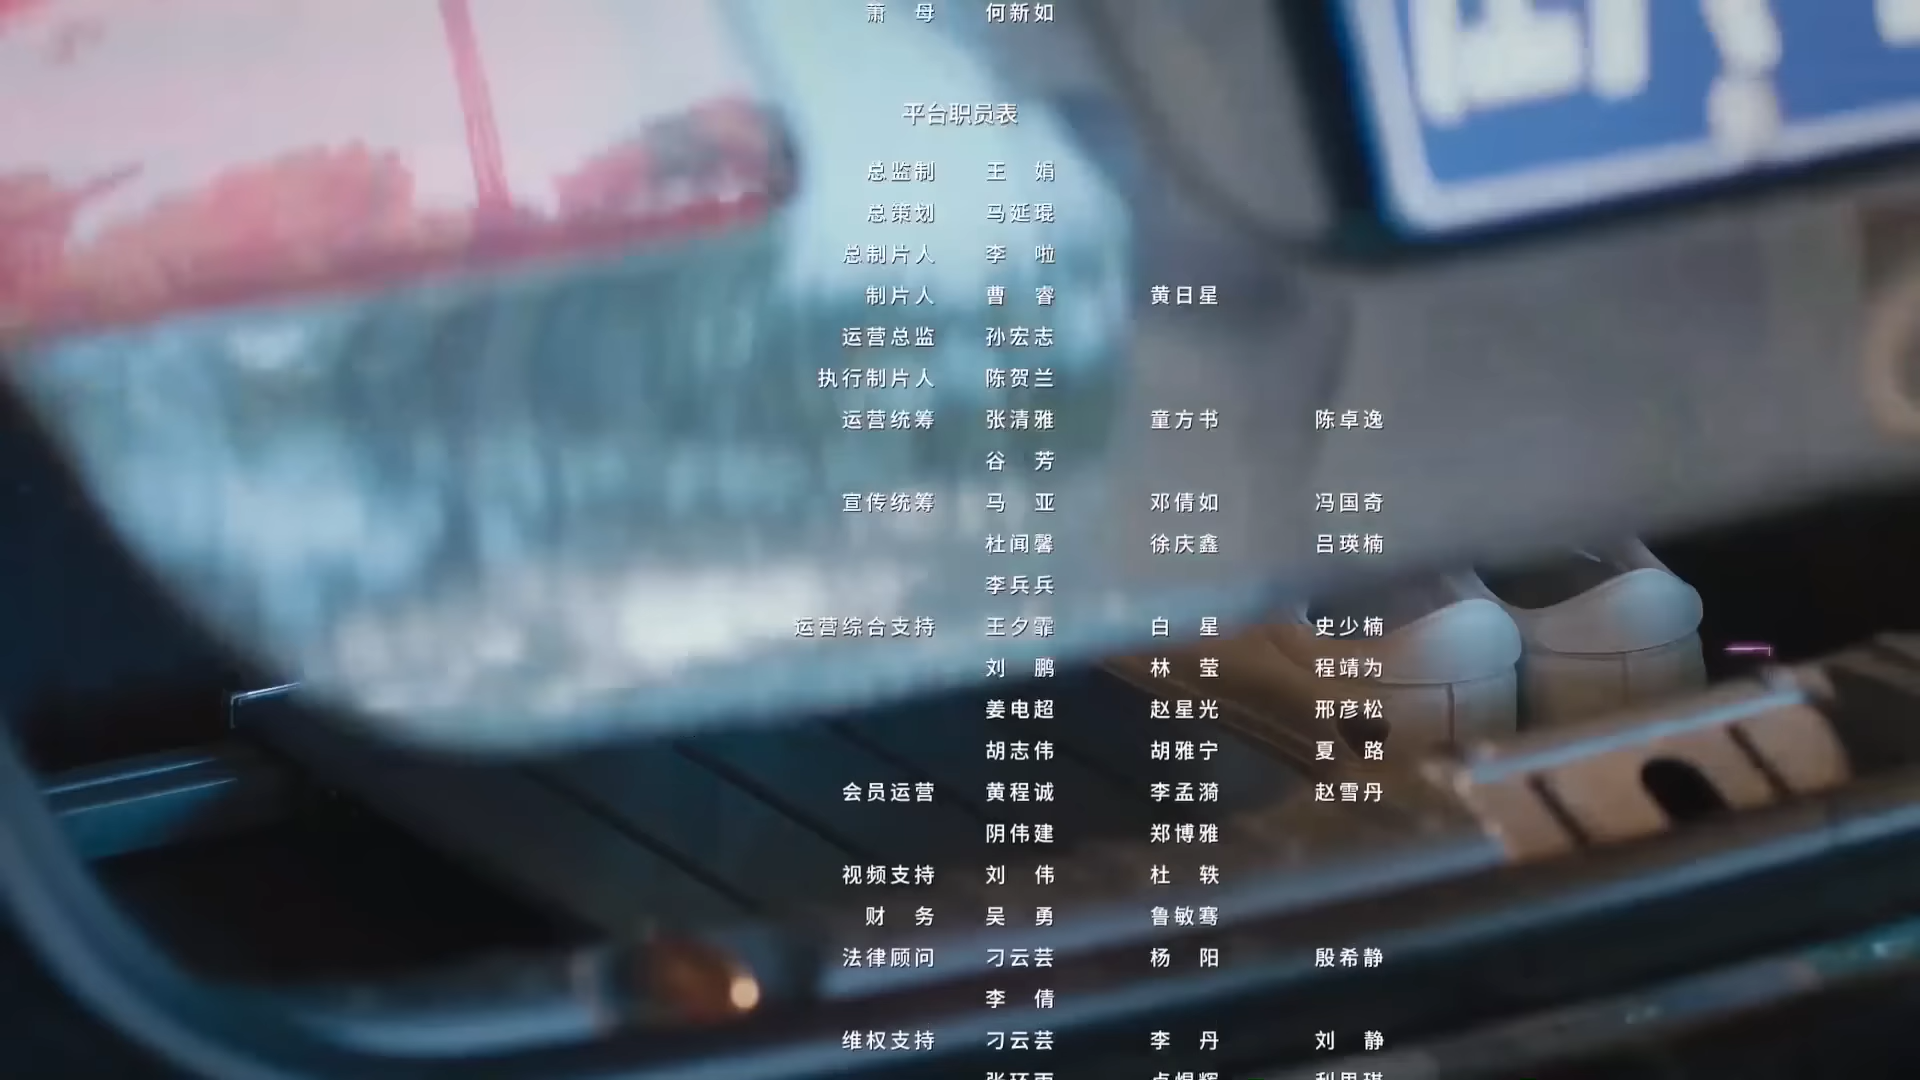 萧　母　何新如
平台职员表
总监制　王　娟
总策划　马延琨
总制片人　李　啦
制片人　曹　睿　黄日星
运营总监　孙宏志
执行制片人　陈贺兰
运营统筹　张清雅　童方书　陈卓逸
谷　芳
宣传统筹　马　亚　邓倩如　冯国奇
杜闻馨　徐庆鑫　吕瑛楠
李兵兵
运营综合支持　王夕霏　白　星　史少楠
刘　鹏　林　莹　程靖为
姜电超　赵星光　邢彦松
胡志伟　胡雅宁　夏　路
会员运营　黄程诚　李孟漪　赵雪丹
阴伟建　郑博雅
视频支持　刘　伟　杜　轶
财　务　吴　勇　鲁敏骞
法律顾问　刁云芸　杨　阳　殷希静
李　倩
维权支持　刁云芸　李　丹　刘　静